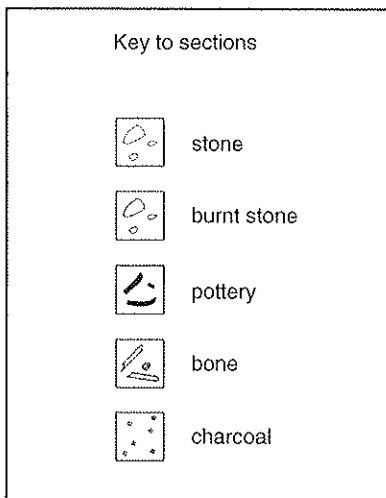 Key to sections
stone
burnt stone
pottery
bone
charcoal